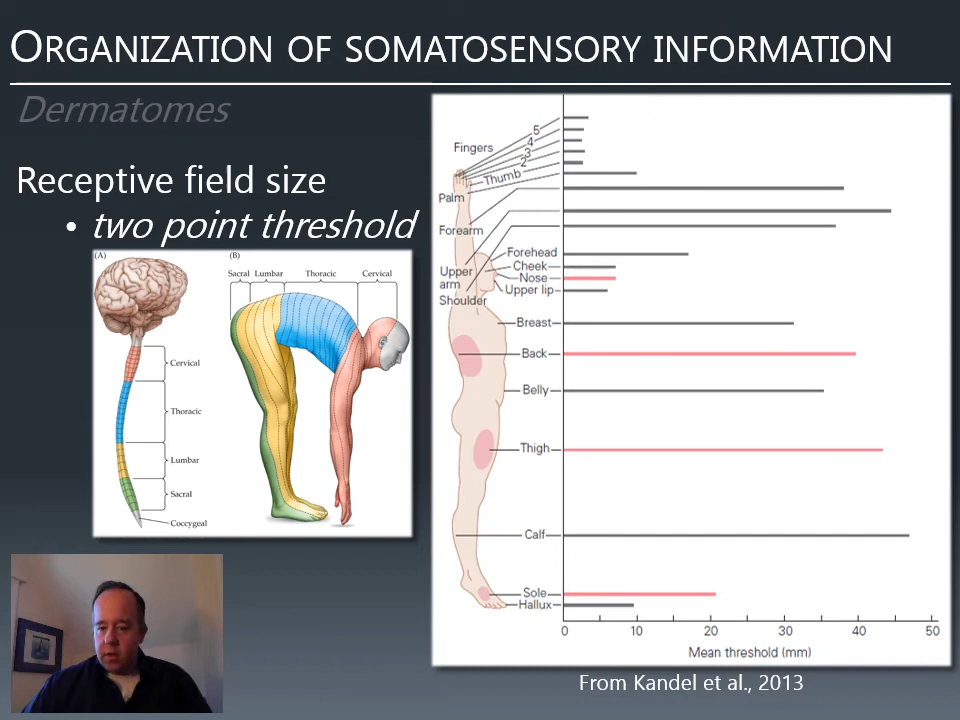 ORGANIZATION OF SOMATOSENSORY INFORMATION
Dermatomes
Receptive field size
• two point threshold
(A)
(B)
Sacral Lumbar Thoracic Cervical
Cervical
Thoracic
Lumbar
Sacral
Coccygeal
Fingers
5
4
3
2
Thumb
Palm
Forearm
Upper
arm
Shoulder
Forehead
Cheek
Nose
Upper lip
Breast
Back
Belly
Thigh
Calf
Sole
Hallux
0 10 20 30 40 50
Mean threshold (mm)
From Kandel et al., 2013